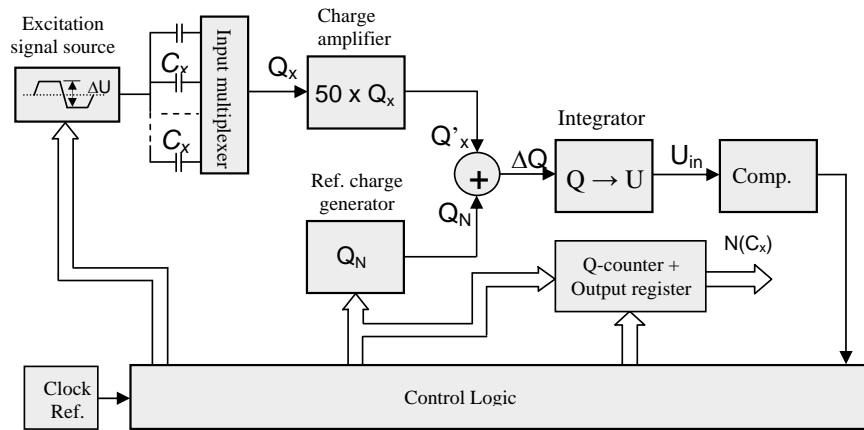 Excitation
signal source
ΔU
Cx
Cx
Input multiplexer
Qx
Charge
amplifier
50 x Qx
Q'x
+
QN
Ref. charge
generator
QN
ΔQ
Integrator
Q → U
Uin
Comp.
Q-counter +
Output register
N(Cx)
Clock
Ref.
Control Logic